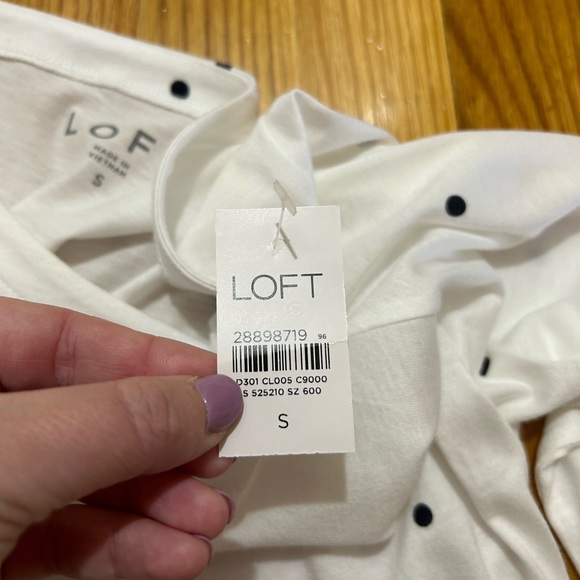 LOF
MADE IN
VIETNAM
S
LOFT
28898719 96
D301 CL005 C9000
S 525210 SZ 600
S